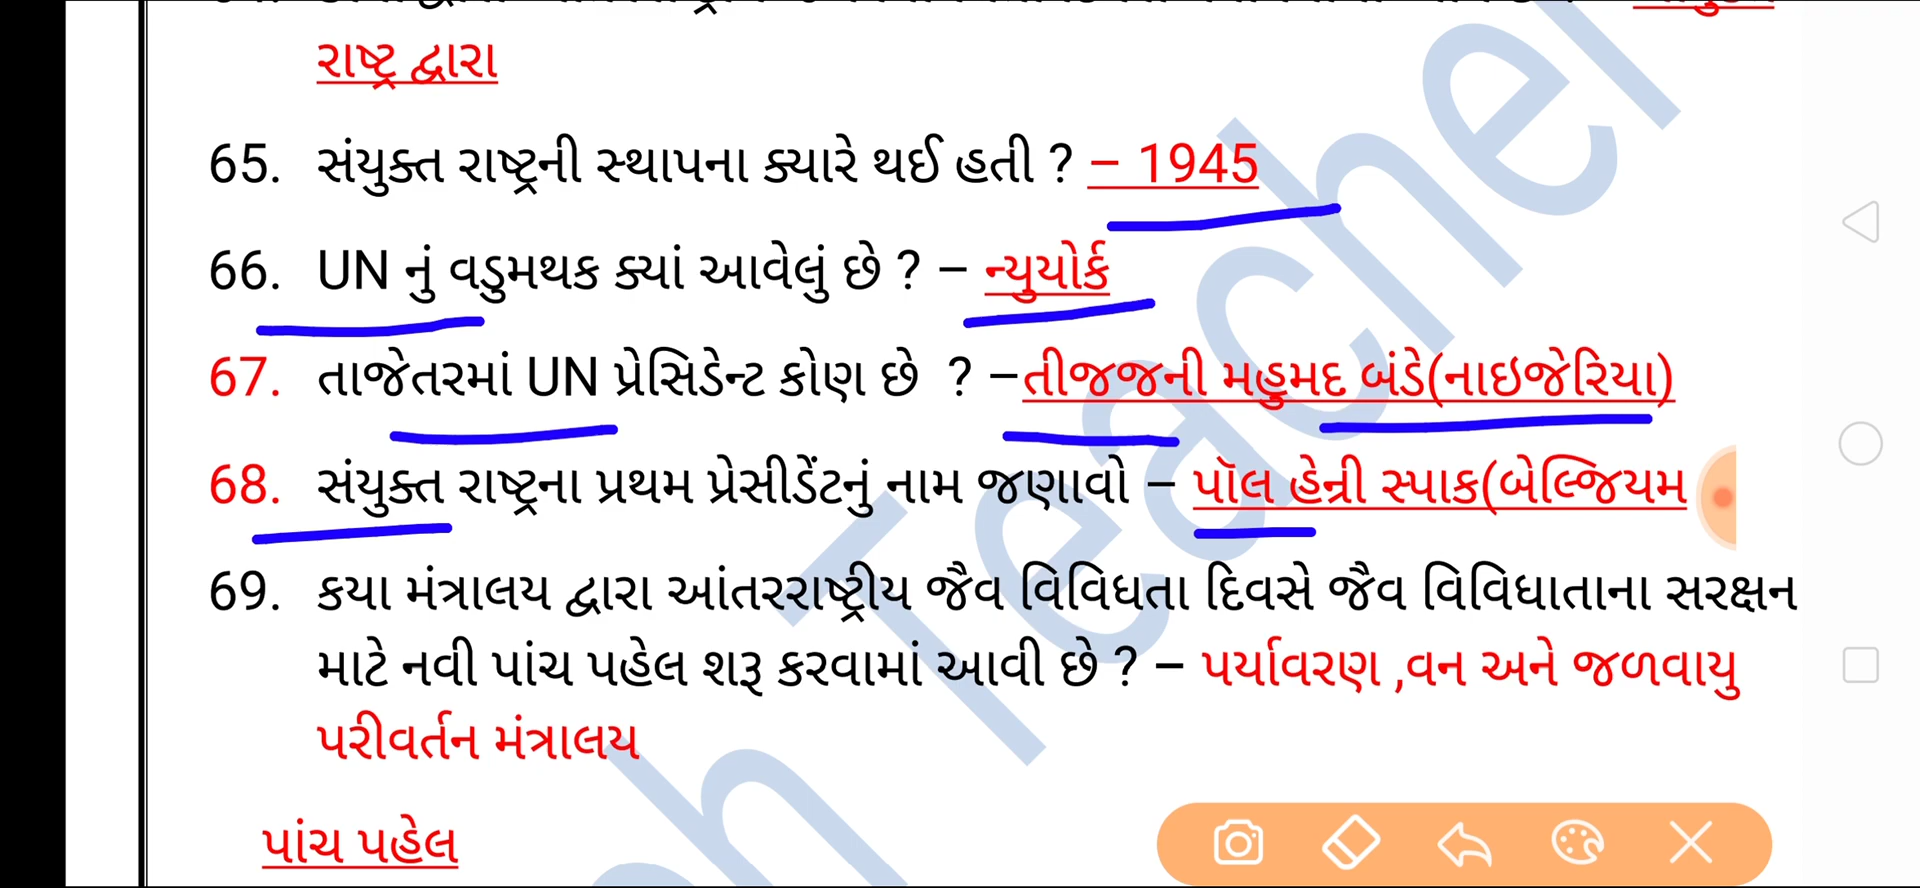 રાષ્ટ્ર દ્વારા
65. સંયુક્ત રાષ્ટ્રની સ્થાપના ક્યારે થઈ હતી ? – 1945
66. UN નું વડુમથક ક્યાં આવેલું છે ? – ન્યુયોર્ક
67. તાજેતરમાં UN પ્રેસિડેન્ટ કોણ છે ? –તીજજની મહુમદ બંડે(નાઇજેરિયા)
68. સંયુક્ત રાષ્ટ્રના પ્રથમ પ્રેસીડેંટનું નામ જણાવો – પૉલ હેન્રી સ્પાક(બેલ્જિયમ
69. કયા મંત્રાલય દ્વારા આંતરરાષ્ટ્રીય જૈવ વિવિધતા દિવસે જૈવ વિવિધાતાના સરક્ષન
માટે નવી પાંચ પહેલ શરૂ કરવામાં આવી છે ? – પર્યાવરણ ,વન અને જળવાયુ
પરીવર્તન મંત્રાલય
પાંચ પહેલ
Teacher